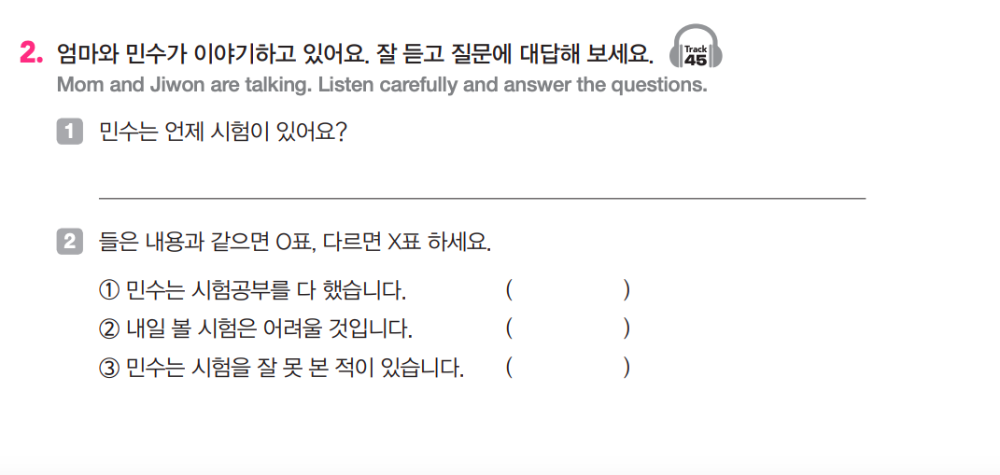 2. 엄마와 민수가 이야기하고 있어요. 잘 듣고 질문에 대답해 보세요. Track 45
Mom and Jiwon are talking. Listen carefully and answer the questions.
1 민수는 언제 시험이 있어요?
2 들은 내용과 같으면 O표, 다르면 X표 하세요.
① 민수는 시험공부를 다 했습니다. ( )
② 내일 볼 시험은 어려울 것입니다. ( )
③ 민수는 시험을 잘 못 본 적이 있습니다. ( )